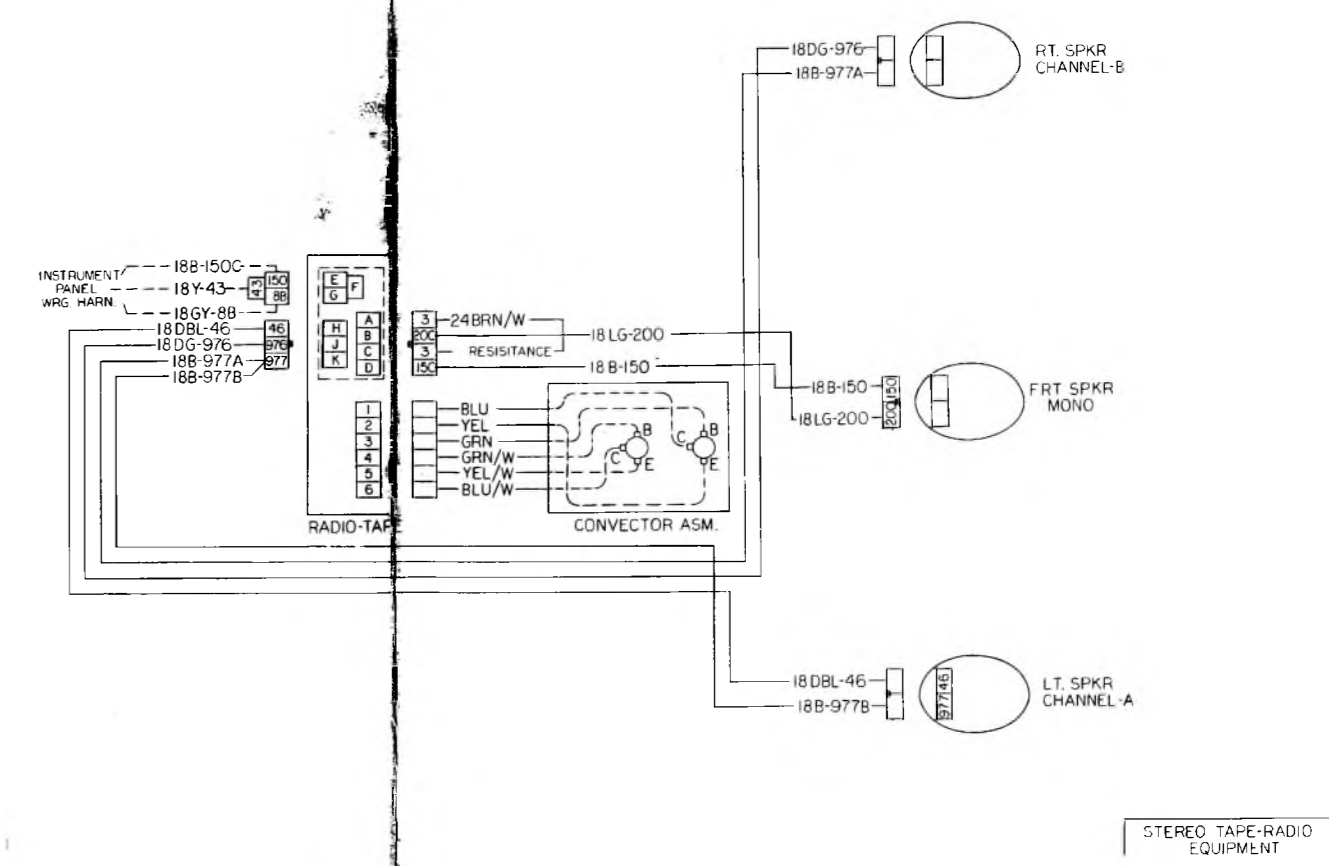 18DG-976
18B-977A
RT. SPKR
CHANNEL-B
INSTRUMENT
PANEL
WRG. HARN.
18B-150C
18Y-43
18GY-8B
43
150
8B
18DBL-46
18DG-976
18B-977A
18B-977B
46
976
977
E
G
F
H
J
K
A
B
C
D
3
200
3
150
24BRN/W
RESISITANCE
18LG-200
18B-150
1
2
3
4
5
6
BLU
YEL
GRN
GRN/W
YEL/W
BLU/W
B
C
E
B
C
E
RADIO-TAPE
CONVECTOR ASM.
18B-150
18LG-200
150
200
FRT SPKR
MONO
18DBL-46
18B-977B
46
977
LT. SPKR
CHANNEL-A
STEREO TAPE-RADIO
EQUIPMENT